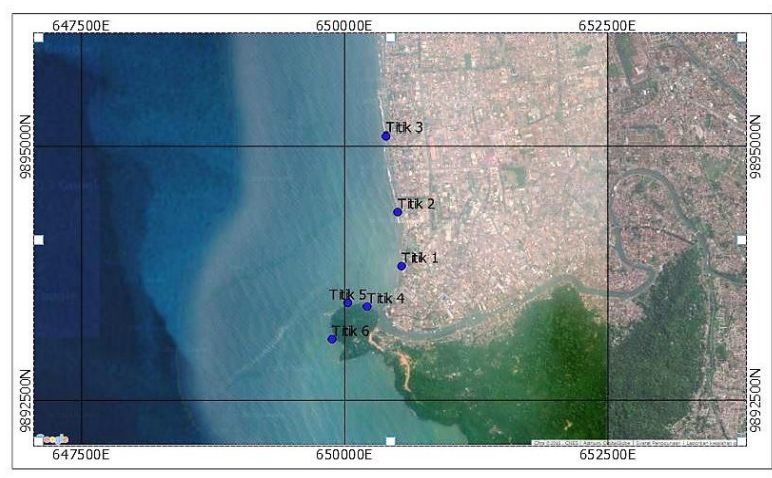 647500E 650000E 652500E
Titik 3
9895000N 9895000N
Titik 2
Titik 1
Titik 5 Titik 4
Titik 6
9892500N 9892500N
Google
647500E 650000E 652500E